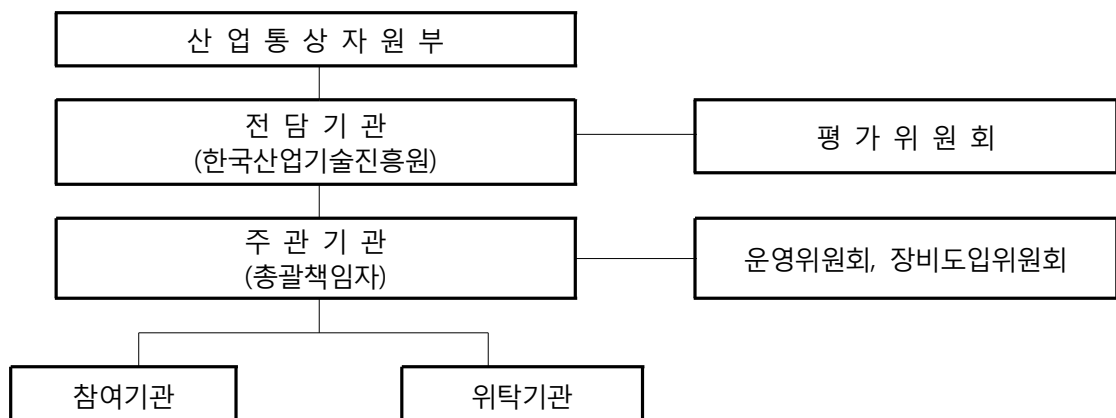 산 업 통 상 자 원 부
전 담 기 관
(한국산업기술진흥원)
평 가 위 원 회
주 관 기 관
(총괄책임자)
운영위원회, 장비도입위원회
참여기관
위탁기관